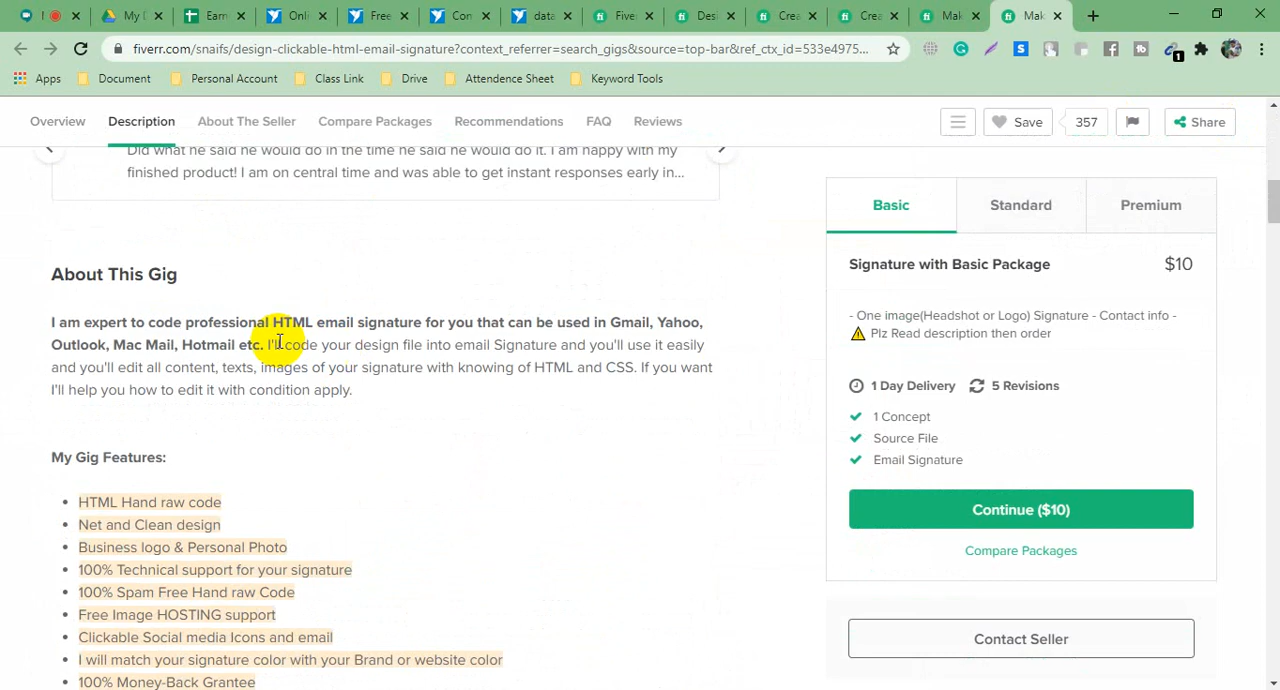 My D
Earn
Onli
Free
Con
data
Five
Desi
Crea
Crea
Mak
Mak
fiverr.com/snaifs/design-clickable-html-email-signature?context_referrer=search_gigs&source=top-bar&ref_ctx_id=533e4975...
Apps
Document
Personal Account
Class Link
Drive
Attendence Sheet
Keyword Tools
Overview
Description
About The Seller
Compare Packages
Recommendations
FAQ
Reviews
Save
357
Share
Did what he said he would do in the time he said he would do it. I am happy with my
finished product! I am on central time and was able to get instant responses early in...
About This Gig
I am expert to code professional HTML email signature for you that can be used in Gmail, Yahoo,
Outlook, Mac Mail, Hotmail etc. I'll code your design file into email Signature and you'll use it easily
and you'll edit all content, texts, images of your signature with knowing of HTML and CSS. If you want
I'll help you how to edit it with condition apply.
My Gig Features:
HTML Hand raw code
Net and Clean design
Business logo & Personal Photo
100% Technical support for your signature
100% Spam Free Hand raw Code
Free Image HOSTING support
Clickable Social media Icons and email
I will match your signature color with your Brand or website color
100% Money-Back Grantee
Basic
Standard
Premium
Signature with Basic Package
$10
- One image(Headshot or Logo) Signature - Contact info -
⚠ Plz Read description then order
1 Day Delivery
5 Revisions
1 Concept
Source File
Email Signature
Continue ($10)
Compare Packages
Contact Seller